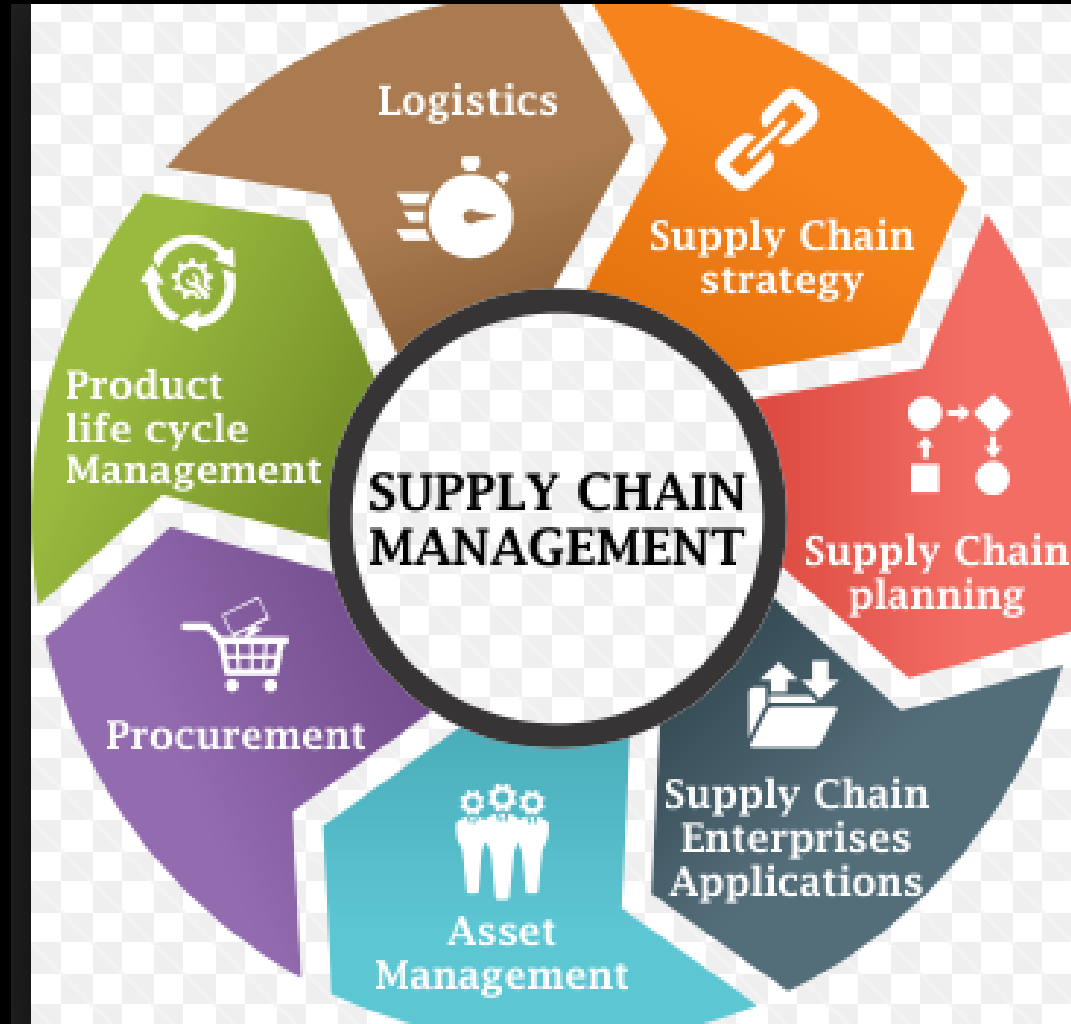 Logistics
Supply Chain
strategy
Supply Chain
planning
Supply Chain
Enterprises
Applications
Asset
Management
Procurement
Product
life cycle
Management
SUPPLY CHAIN
MANAGEMENT